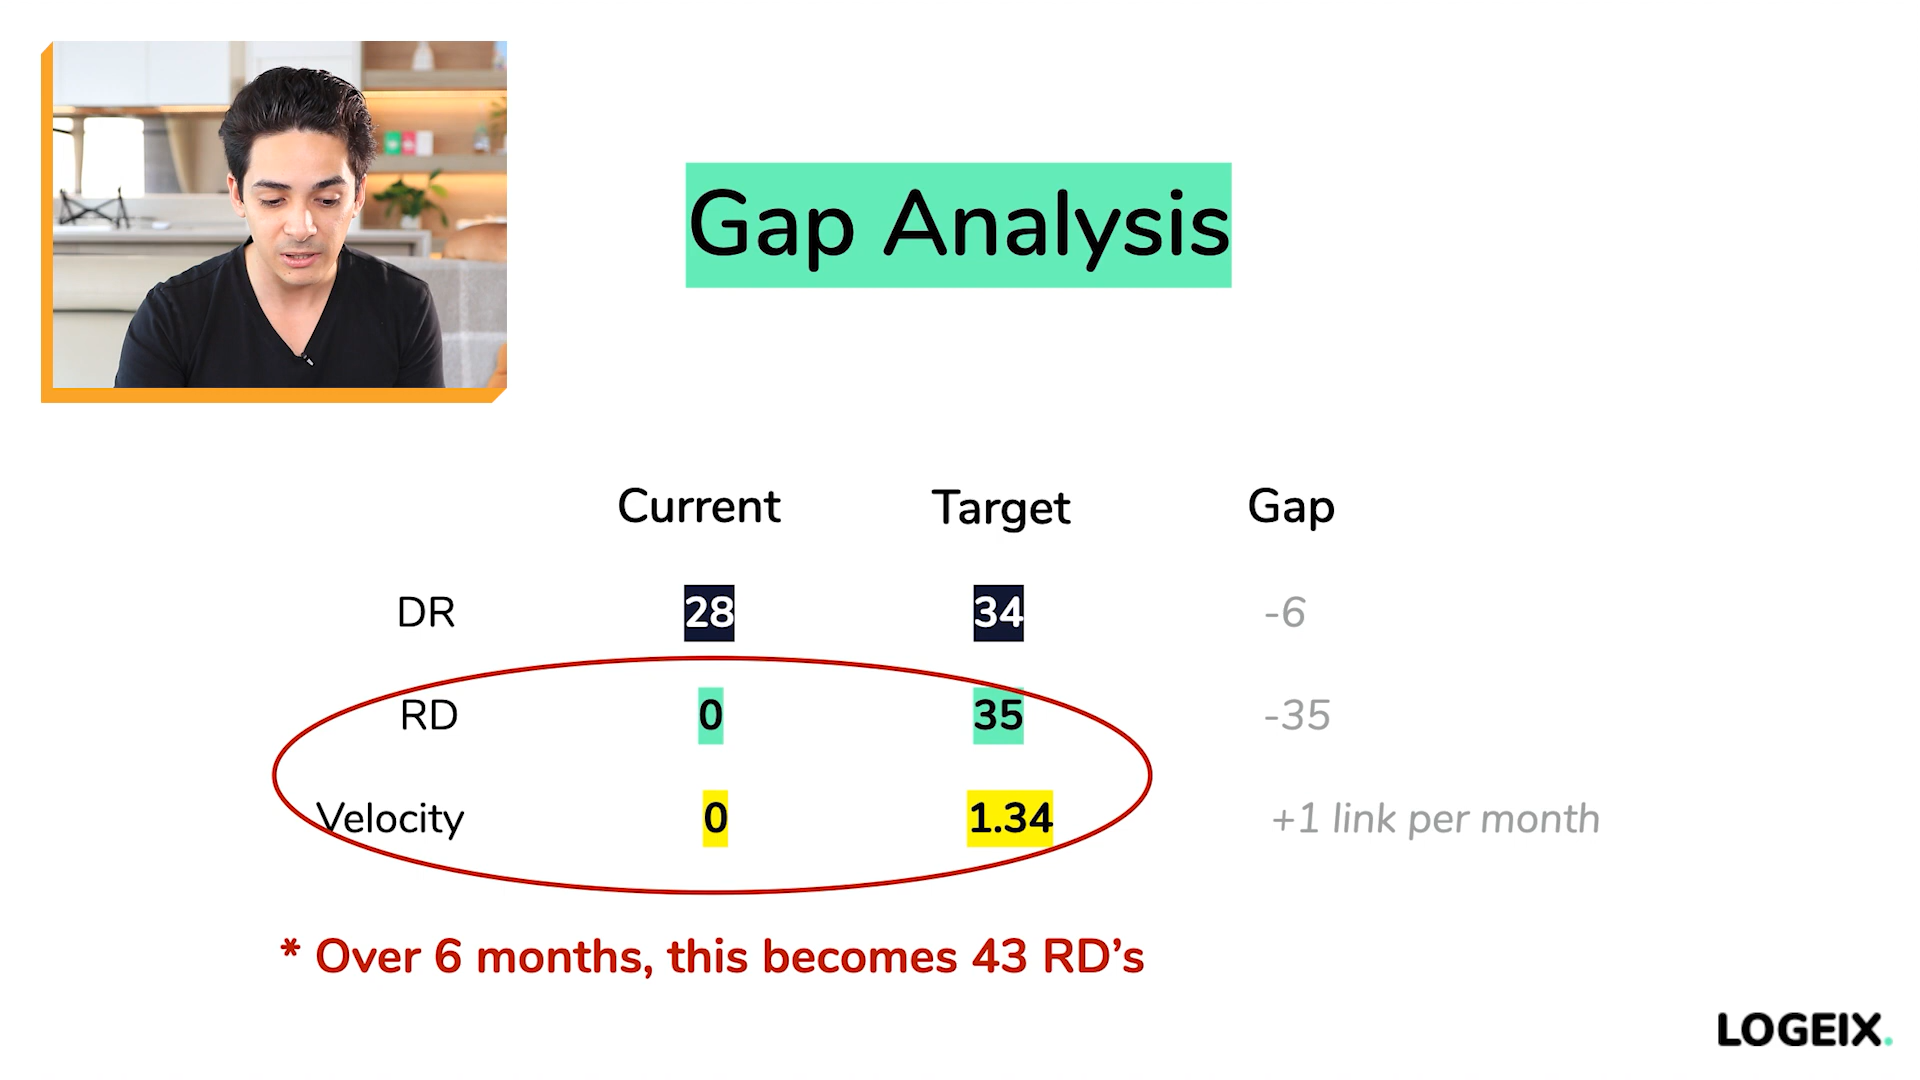 Gap Analysis
Current Target Gap
DR 28 34 -6
RD 0 35 -35
Velocity 0 1.34 +1 link per month
* Over 6 months, this becomes 43 RD’s
LOGEIX.